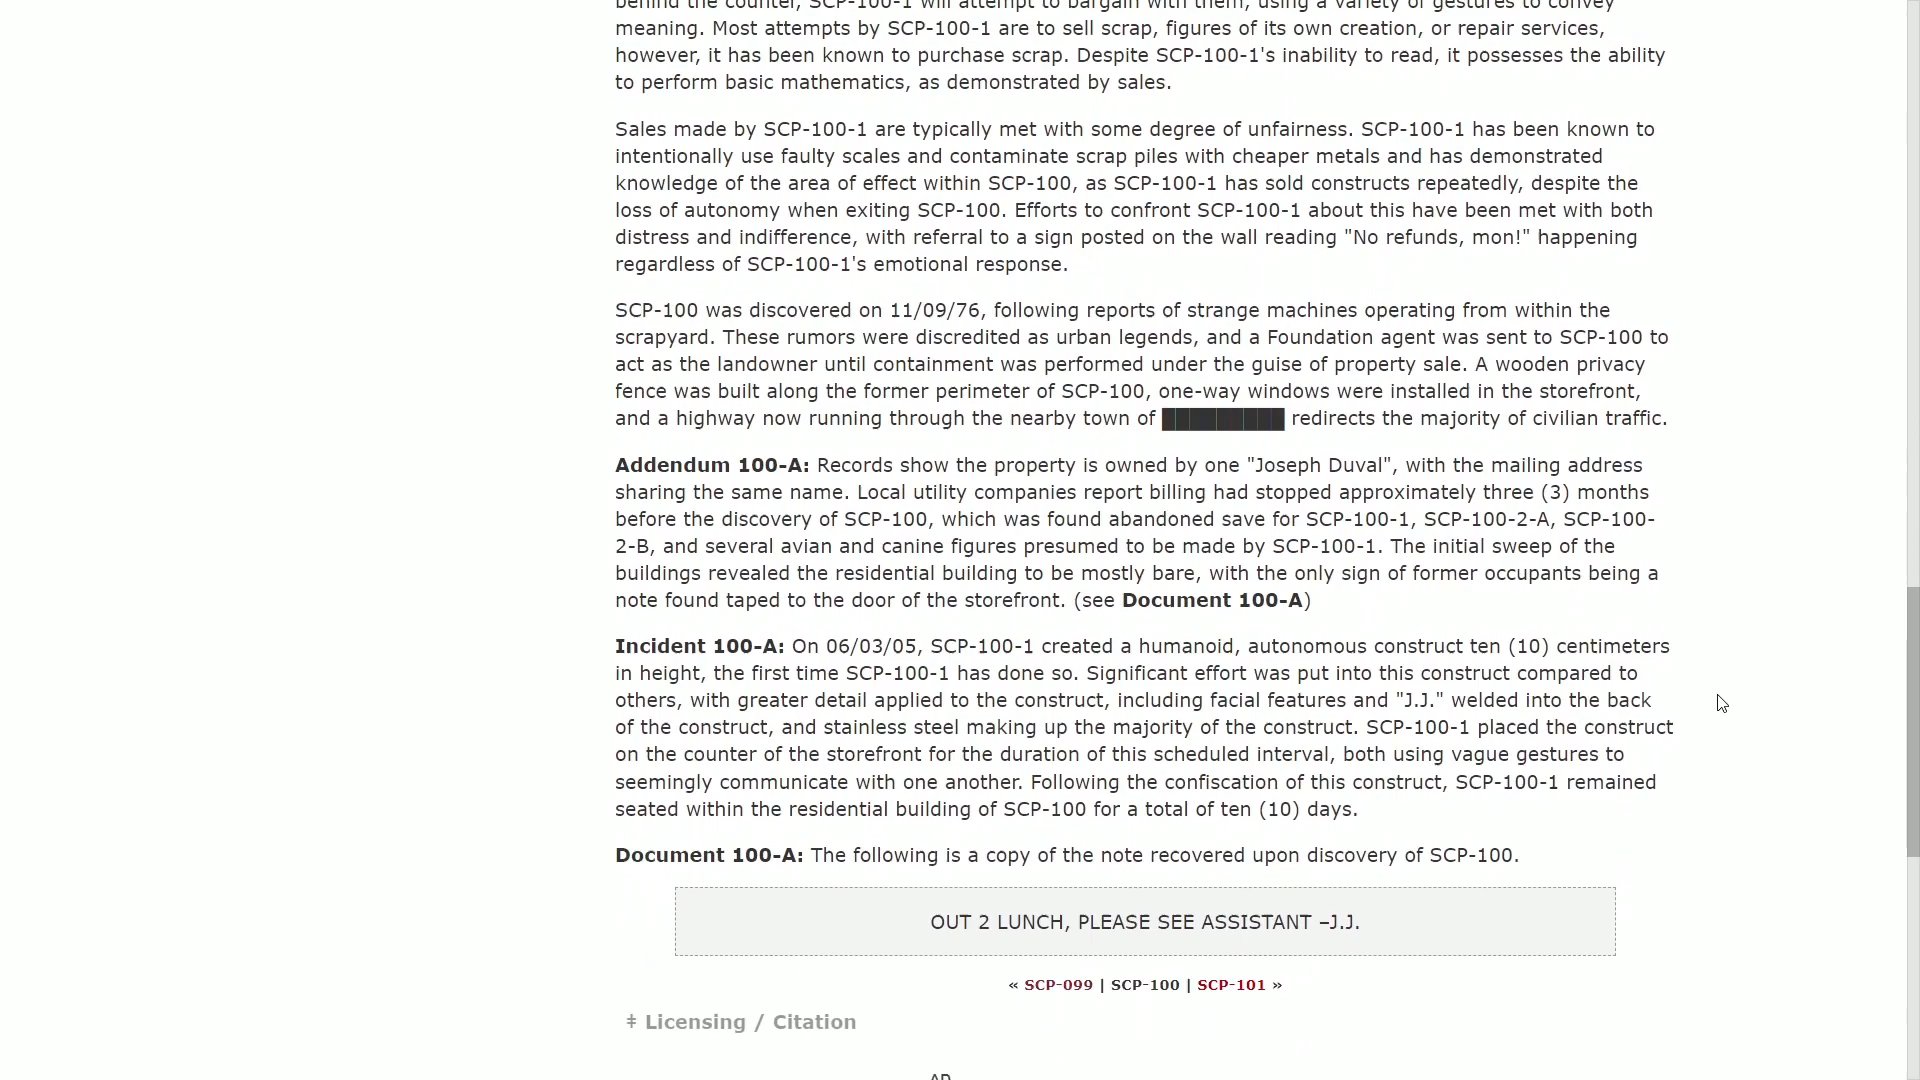 behind the counter, SCP-100-1 will attempt to bargain with them, using a variety of gestures to convey
meaning. Most attempts by SCP-100-1 are to sell scrap, figures of its own creation, or repair services,
however, it has been known to purchase scrap. Despite SCP-100-1's inability to read, it possesses the ability
to perform basic mathematics, as demonstrated by sales.
Sales made by SCP-100-1 are typically met with some degree of unfairness. SCP-100-1 has been known to
intentionally use faulty scales and contaminate scrap piles with cheaper metals and has demonstrated
knowledge of the area of effect within SCP-100, as SCP-100-1 has sold constructs repeatedly, despite the
loss of autonomy when exiting SCP-100. Efforts to confront SCP-100-1 about this have been met with both
distress and indifference, with referral to a sign posted on the wall reading "No refunds, mon!" happening
regardless of SCP-100-1's emotional response.
SCP-100 was discovered on 11/09/76, following reports of strange machines operating from within the
scrapyard. These rumors were discredited as urban legends, and a Foundation agent was sent to SCP-100 to
act as the landowner until containment was performed under the guise of property sale. A wooden privacy
fence was built along the former perimeter of SCP-100, one-way windows were installed in the storefront,
and a highway now running through the nearby town of █████████ redirects the majority of civilian traffic.
Addendum 100-A: Records show the property is owned by one "Joseph Duval", with the mailing address
sharing the same name. Local utility companies report billing had stopped approximately three (3) months
before the discovery of SCP-100, which was found abandoned save for SCP-100-1, SCP-100-2-A, SCP-100-
2-B, and several avian and canine figures presumed to be made by SCP-100-1. The initial sweep of the
buildings revealed the residential building to be mostly bare, with the only sign of former occupants being a
note found taped to the door of the storefront. (see Document 100-A)
Incident 100-A: On 06/03/05, SCP-100-1 created a humanoid, autonomous construct ten (10) centimeters
in height, the first time SCP-100-1 has done so. Significant effort was put into this construct compared to
others, with greater detail applied to the construct, including facial features and "J.J." welded into the back
of the construct, and stainless steel making up the majority of the construct. SCP-100-1 placed the construct
on the counter of the storefront for the duration of this scheduled interval, both using vague gestures to
seemingly communicate with one another. Following the confiscation of this construct, SCP-100-1 remained
seated within the residential building of SCP-100 for a total of ten (10) days.
Document 100-A: The following is a copy of the note recovered upon discovery of SCP-100.
OUT 2 LUNCH, PLEASE SEE ASSISTANT –J.J.
« SCP-099 | SCP-100 | SCP-101 »
‡ Licensing / Citation
AD